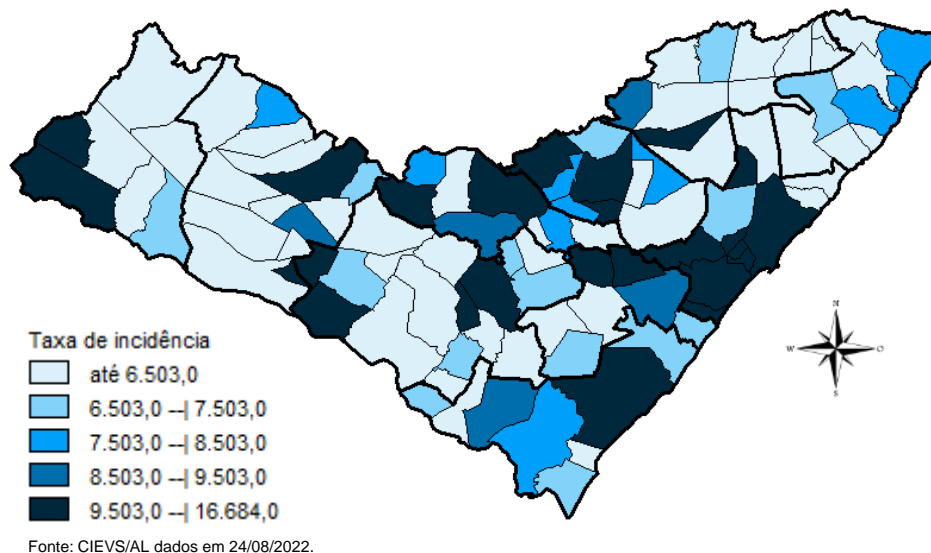 Taxa de incidência
até 6.503,0
6.503,0 --| 7.503,0
7.503,0 --| 8.503,0
8.503,0 --| 9.503,0
9.503,0 --| 16.684,0
N
W
O
S
Fonte: CIEVS/AL dados em 24/08/2022.